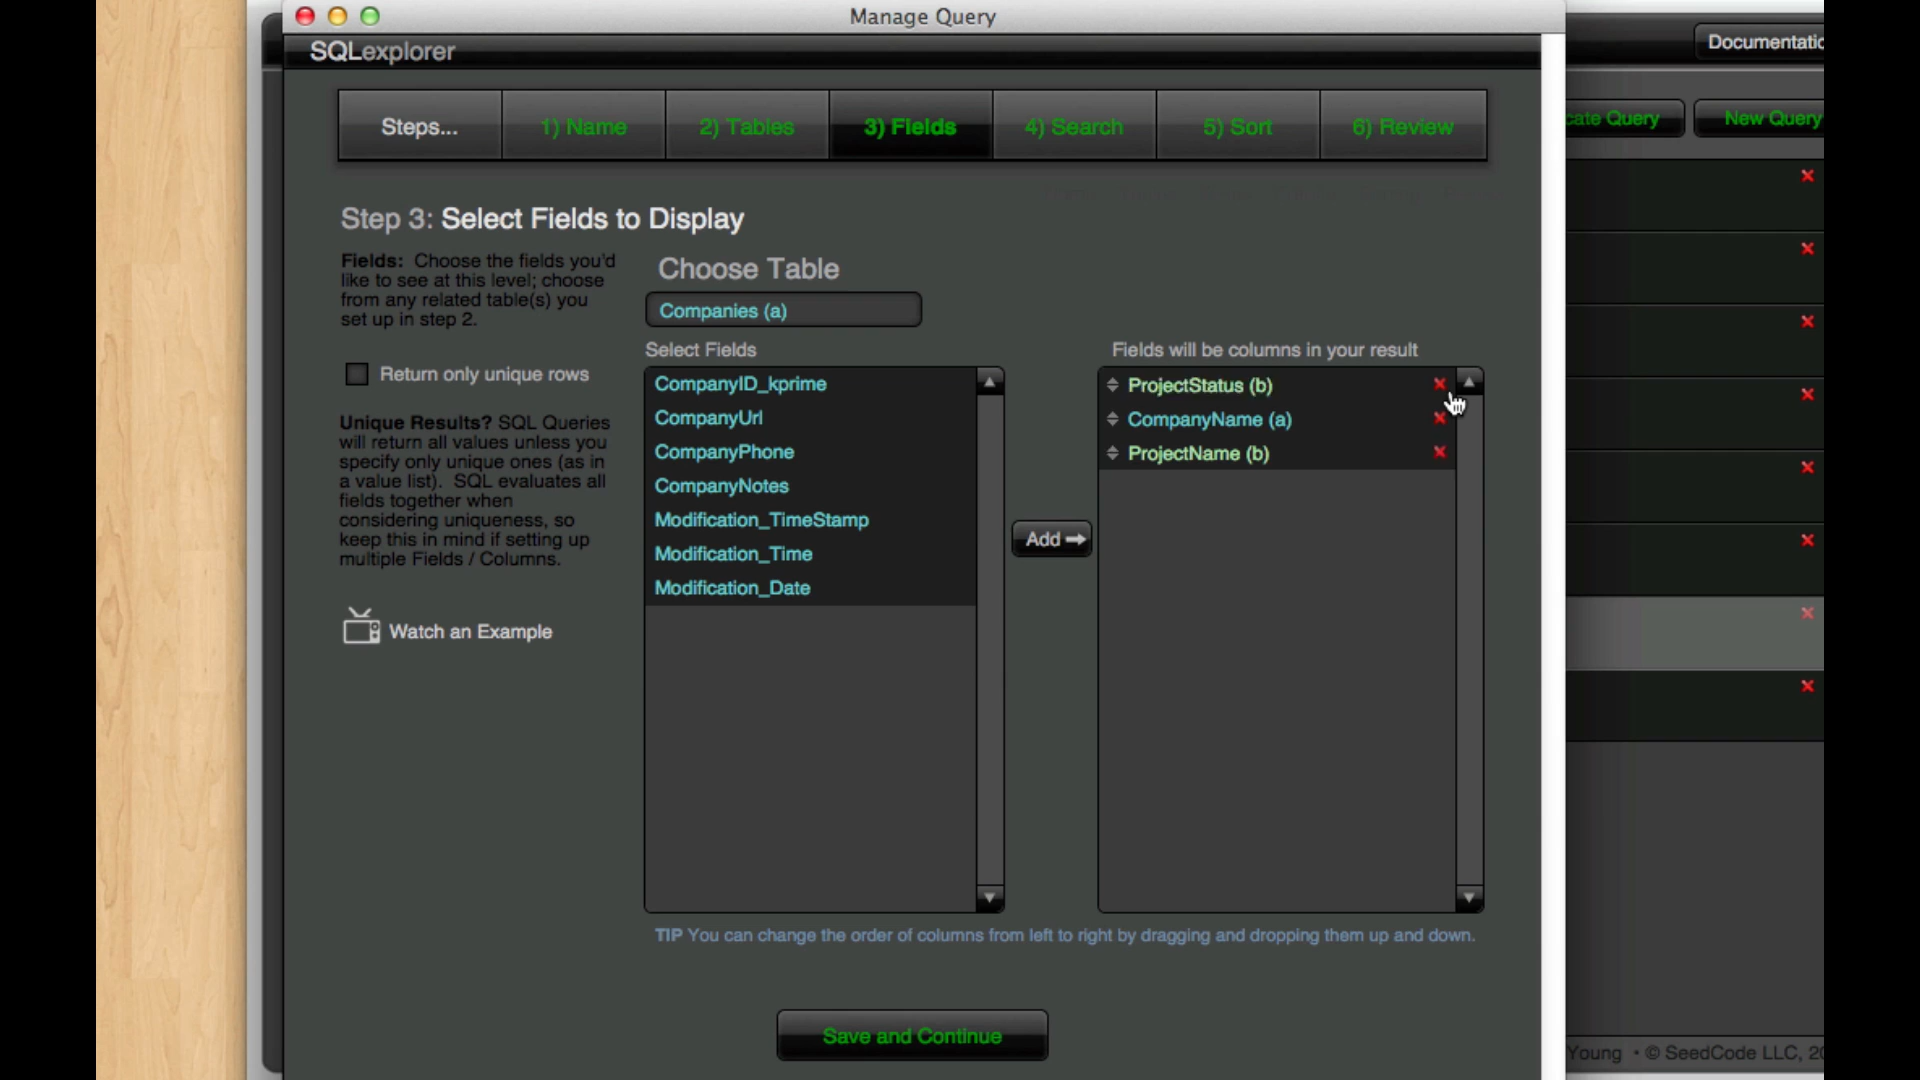 Manage Query
SQLexplorer
Documentatic
Steps...
1) Name
2) Tables
3) Fields
4) Search
5) Sort
6) Review
cate Query
New Query
Step 3: Select Fields to Display
Fields: Choose the fields you'd
like to see at this level; choose
from any related table(s) you
set up in step 2.
Return only unique rows
Unique Results? SQL Queries
will return all values unless you
specify only unique ones (as in
a value list). SQL evaluates all
fields together when
considering uniqueness, so
keep this in mind if setting up
multiple Fields / Columns.
Watch an Example
Choose Table
Companies (a)
Select Fields
CompanyID_kprime
CompanyUrl
CompanyPhone
CompanyNotes
Modification_TimeStamp
Modification_Time
Modification_Date
Add
Fields will be columns in your result
ProjectStatus (b)
CompanyName (a)
ProjectName (b)
TIP You can change the order of columns from left to right by dragging and dropping them up and down.
Save and Continue
Young · © SeedCode LLC, 20